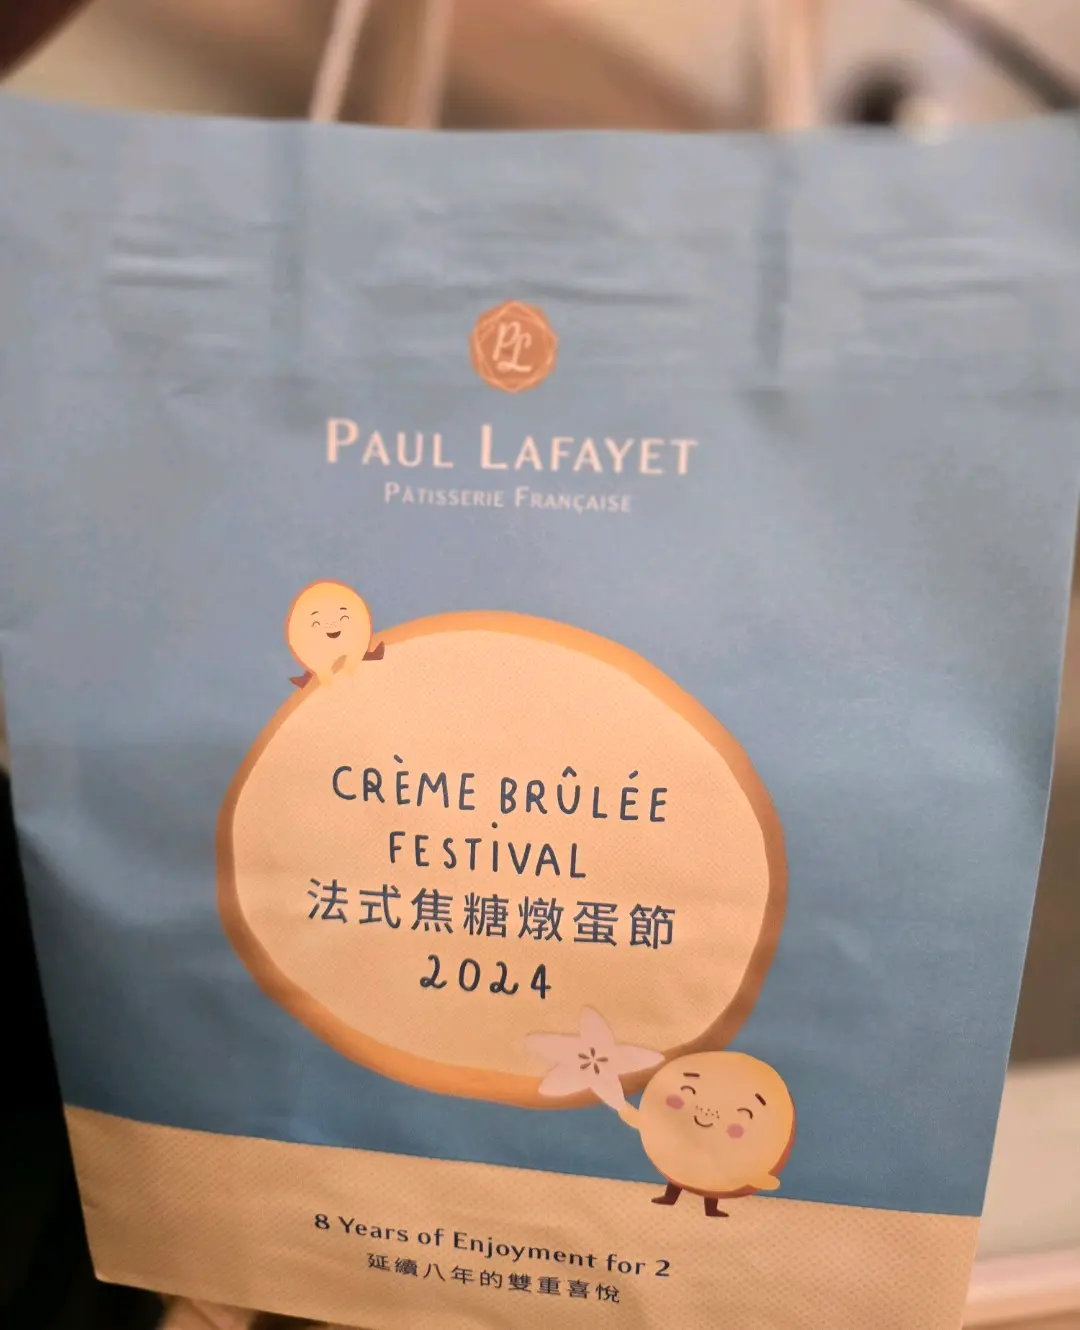 PL
PAUL LAFAYET
PÂTISSERIE FRANÇAISE
CRÈME BRÛLÉE
FESTIVAL
法式焦糖燉蛋節
2024
8 Years of Enjoyment for 2
延續八年的雙重喜悅